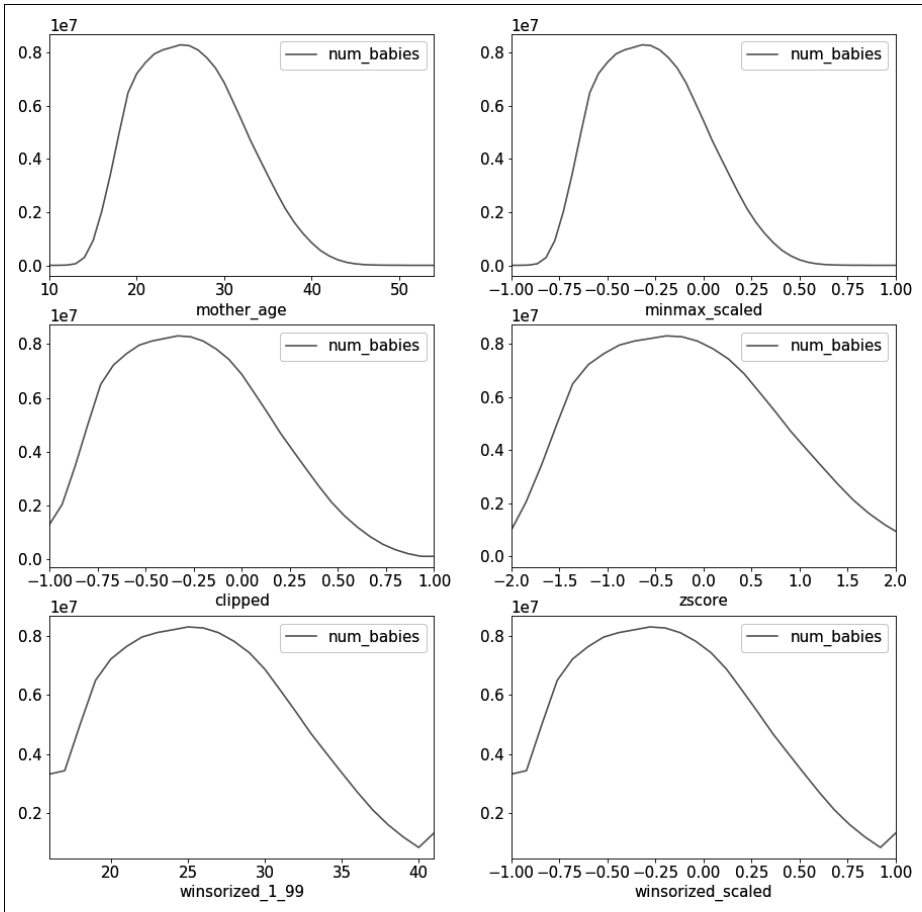 1e7 1e7
0.8 num_babies 0.8 num_babies
0.6 0.6
0.4 0.4
0.2 0.2
0.0 0.0
10 20 30 40 50 −1.00 −0.75 −0.50 −0.25 0.00 0.25 0.50 0.75 1.00
mother_age minmax_scaled
1e7 1e7
0.8 num_babies 0.8 num_babies
0.6 0.6
0.4 0.4
0.2 0.2
0.0 0.0
−1.00 −0.75 −0.50 −0.25 0.00 0.25 0.50 0.75 1.00 −2.0 −1.5 −1.0 −0.5 0.0 0.5 1.0 1.5 2.0
clipped zscore
1e7 1e7
0.8 num_babies 0.8 num_babies
0.6 0.6
0.4 0.4
0.2 0.2
20 25 30 35 40 −1.00 −0.75 −0.50 −0.25 0.00 0.25 0.50 0.75 1.00
winsorized_1_99 winsorized_scaled